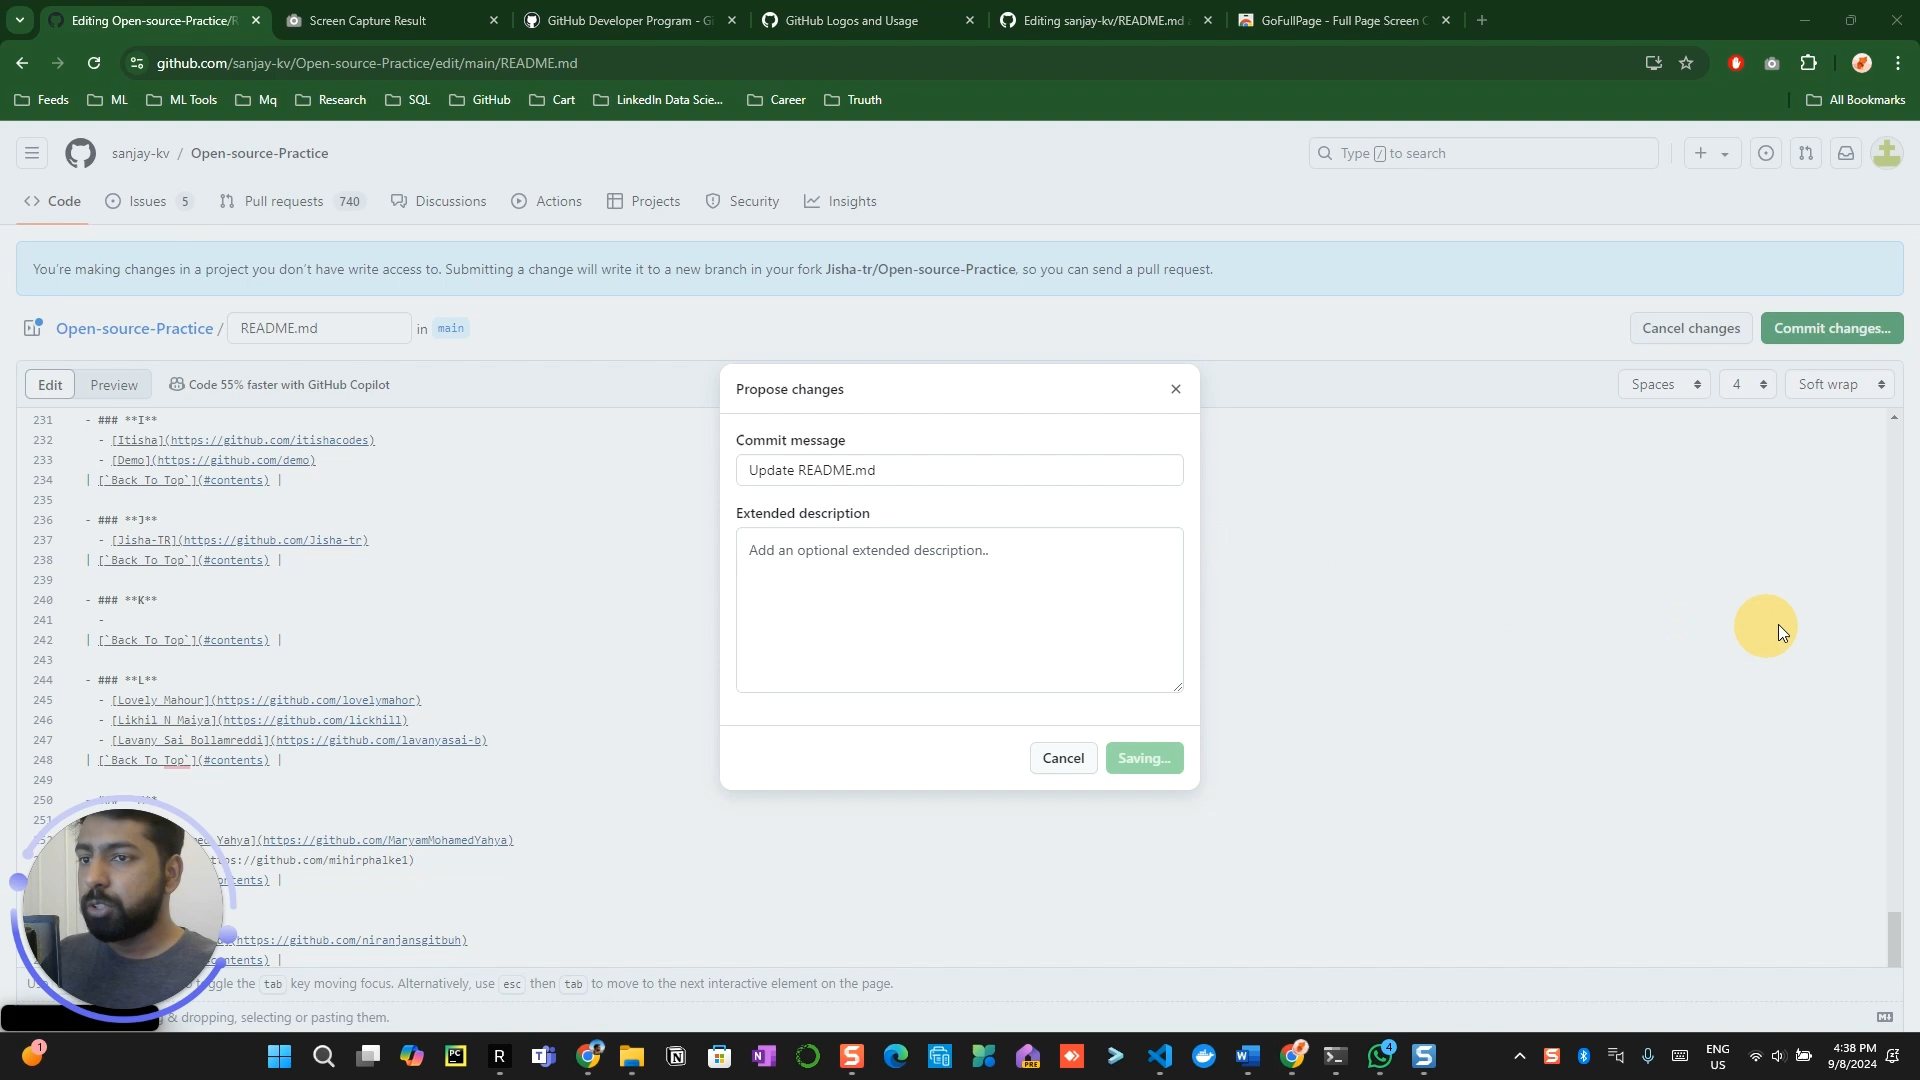 Editing Open-source-Practice/R
Screen Capture Result
GitHub Developer Program - Gi
GitHub Logos and Usage
Editing sanjay-kv/README.md a
GoFullPage - Full Page Screen C
github.com/sanjay-kv/Open-source-Practice/edit/main/README.md
Feeds
ML
ML Tools
Mq
Research
SQL
GitHub
Cart
LinkedIn Data Scie...
Career
Truuth
All Bookmarks
sanjay-kv / Open-source-Practice
Type / to search
Code
Issues 5
Pull requests 740
Discussions
Actions
Projects
Security
Insights
You're making changes in a project you don't have write access to. Submitting a change will write it to a new branch in your fork Jisha-tr/Open-source-Practice, so you can send a pull request.
Open-source-Practice / README.md in main
Cancel changes
Commit changes...
Edit
Preview
Code 55% faster with GitHub Copilot
Spaces
4
Soft wrap
231 - ### **I**
232 - [Itisha](https://github.com/itishacodes)
233 - [Demo](https://github.com/demo)
234 | [`Back To Top`](#contents) |
235
236 - ### **J**
237 - [Jisha-TR](https://github.com/Jisha-tr)
238 | [`Back To Top`](#contents) |
239
240 - ### **K**
241 -
242 | [`Back To Top`](#contents) |
243
244 - ### **L**
245 - [Lovely Mahour](https://github.com/lovelymahor)
246 - [Likhil N Maiya](https://github.com/lickhill)
247 - [Lavany Sai Bollamreddi](https://github.com/lavanyasai-b)
248 | [`Back To Top`](#contents) |
249
250
251
Yahya](https://github.com/MaryamMohamedYahya)
://github.com/mihirphalke1)
contents) |
(https://github.com/niranjansgitbuh)
contents) |
Propose changes
Commit message
Update README.md
Extended description
Add an optional extended description..
Cancel
Saving...
toggle the tab key moving focus. Alternatively, use esc then tab to move to the next interactive element on the page.
& dropping, selecting or pasting them.
1
PC
R
N
S
PRE
W
4
S
ENG
US
4:38 PM
9/8/2024